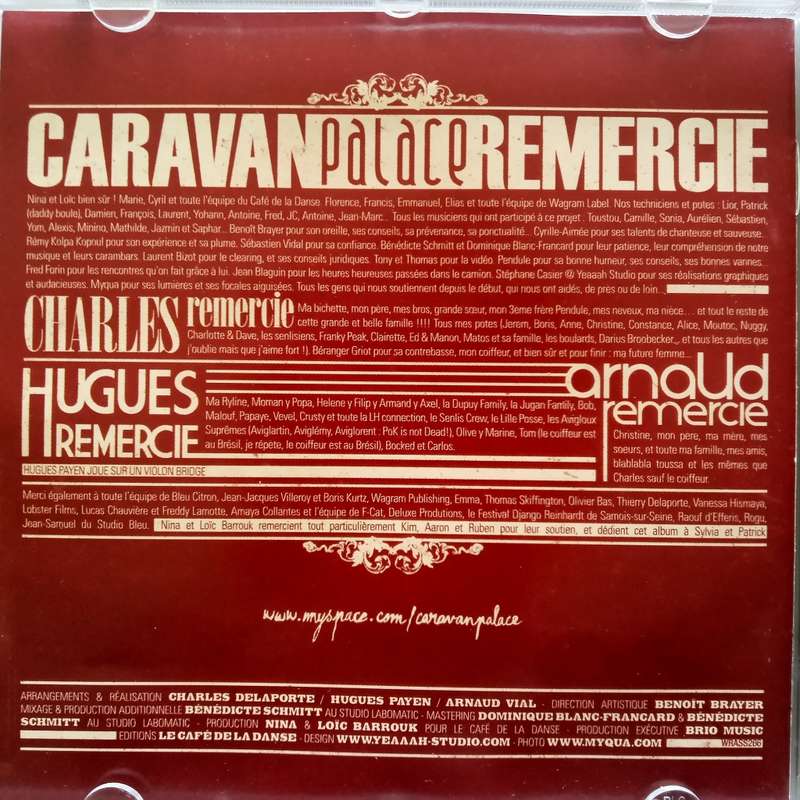 CARAVAN palace REMERCIE
Nina et Loïc bien sûr ! Marie, Cyril et toute l'équipe du Café de la Danse. Florence, Francis, Emmanuel, Elias et toute l'équipe de Wagram Label. Nos techniciens et potes : Lior, Patrick
(daddy boule), Damien, François, Laurent, Yohann, Antoine, Fred, JC, Antoine, Jean-Marc... Tous les musiciens qui ont participé à ce projet : Toustou, Camille, Sonia, Aurélien, Sébastien,
Yom, Alexis, Minino, Mathilde, Jazmin et Saphar... Benoît Brayer pour son oreille, ses conseils, sa prévenance, sa ponctualité... Cyrille-Aimée pour ses talents de chanteuse et sauveuse...
Rémy Kolpa Kopoul pour son expérience et sa plume. Sébastien Vidal pour sa confiance. Bénédicte Schmitt et Dominique Blanc-Francard pour leur patience, leur compréhension de notre
musique et leurs carambars. Laurent Bizot pour le clearing, et ses conseils juridiques. Tony et Thomas pour la vidéo. Pendule pour sa bonne humeur, ses conseils, ses bonnes vannes...
Fred Forin pour les rencontres qu'on fait grâce à lui. Jean Blaguin pour les heures heureuses passées dans le camion. Stéphane Casier @ Yeaaah Studio pour ses réalisations graphiques
et audacieuses. Myqua pour ses lumières et ses focales aiguisées. Tous les gens qui nous soutiennent depuis le début, qui nous ont aidés, de près ou de loin...
CHARLES remercie
Ma bichette, mon père, mes bros, grande sœur, mon 3eme frère Pendule, mes neveux, ma nièce... et tout le reste de
cette grande et belle famille !!!! Tous mes potes (Jerem, Boris, Anne, Christine, Constance, Alice, Moutoc, Nuggy,
Charlotte & Dave, les senlisiens, Franky Peak, Clairette, Ed & Manon, Matos et sa famille, les boulards, Darius Broobecker... et tous les autres que
j'oublie mais que j'aime fort !). Béranger Griot pour sa contrebasse, mon coiffeur, et bien sûr et pour finir : ma future femme...
HUGUES
REMERCIE
Ma Ryline, Moman y Popa, Helene y Filip y Armand y Axel, la Dupuy Family, la Jugan Family, Bob,
Malouf, Papaye, Vevel, Crusty et toute la LH connection, le Senlis Crew, le Lille Posse, les Avigloux
Suprêmes (Aviglartin, Aviglémy, Aviglorent : PoK is not Dead!), Olive y Marine, Tom (le coiffeur est
au Brésil, je répete, le coiffeur est au Brésil), Bocked et Carlos.
HUGUES PAYEN JOUE SUR UN VIOLON BRIDGE
arnaud
remercie
Christine, mon pere, ma mère, mes
soeurs, et toute ma famille, mes amis,
blablabla toussa et les mêmes que
Charles sauf le coiffeur.
Merci également à toute l'équipe de Bleu Citron, Jean-Jacques Villeroy et Boris Kurtz, Wagram Publishing, Emma, Thomas Skiffington, Olivier Bas, Thierry Delaporte, Vanessa Hismaya,
Lobster Films, Lucas Chauvière et Freddy Lamotte, Amaya Collantes et l'équipe de F-Cat, Deluxe Produtions, le Festival Django Reinhardt de Samois-sur-Seine, Raoul d'Efferis, Rogu,
Jean-Samuel du Studio Bleu. Nina et Loïc Barrouk remercient tout particulièrement Kim, Aaron et Ruben pour leur soutien, et dédient cet album à Sylvia et Patrick
www.myspace.com/caravanpalace
ARRANGEMENTS & RÉALISATION CHARLES DELAPORTE / HUGUES PAYEN / ARNAUD VIAL - DIRECTION ARTISTIQUE BENOÎT BRAYER
MIXAGE & PRODUCTION ADDITIONNELLE BÉNÉDICTE SCHMITT AU STUDIO LABOMATIC - MASTERING DOMINIQUE BLANC-FRANCARD & BÉNÉDICTE
SCHMITT AU STUDIO LABOMATIC - PRODUCTION NINA & LOÏC BARROUK POUR LE CAFÉ DE LA DANSE - PRODUCTION EXÉCUTIVE BRIO MUSIC
EDITIONS LE CAFÉ DE LA DANSE - DESIGN WWW.YEAAAH-STUDIO.COM - PHOTO WWW.MYQUA.COM WRASS266